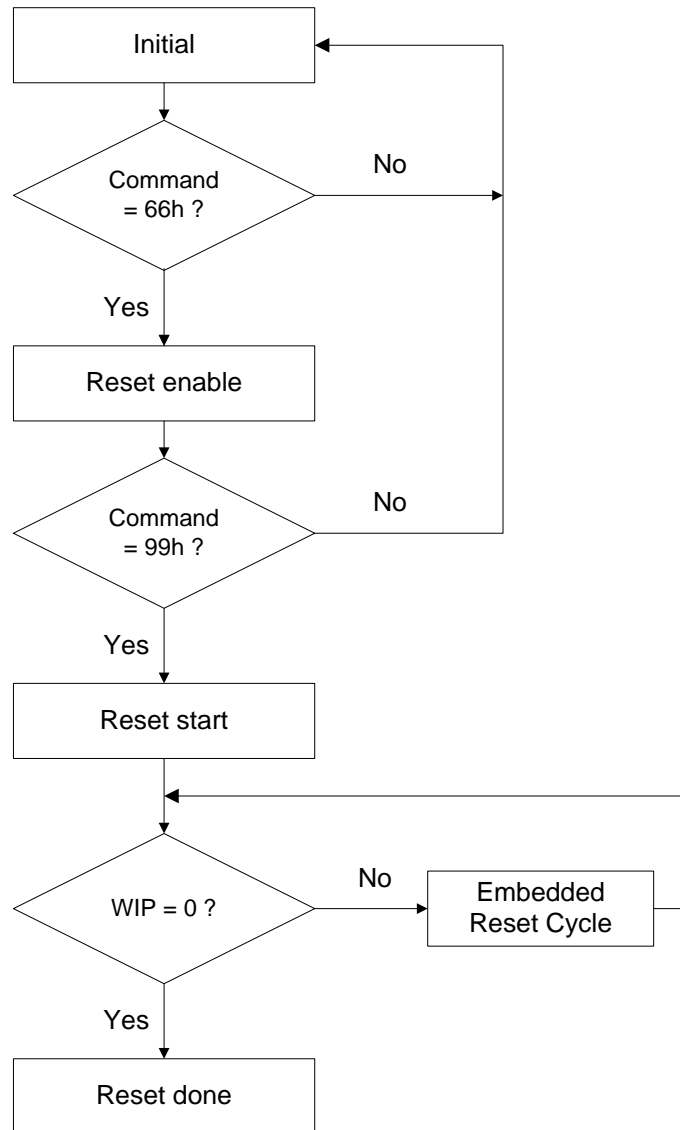 Initial
Command
= 66h ?
No
Yes
Reset enable
Command
= 99h ?
No
Yes
Reset start
WIP = 0 ?
No
Embedded
Reset Cycle
Yes
Reset done